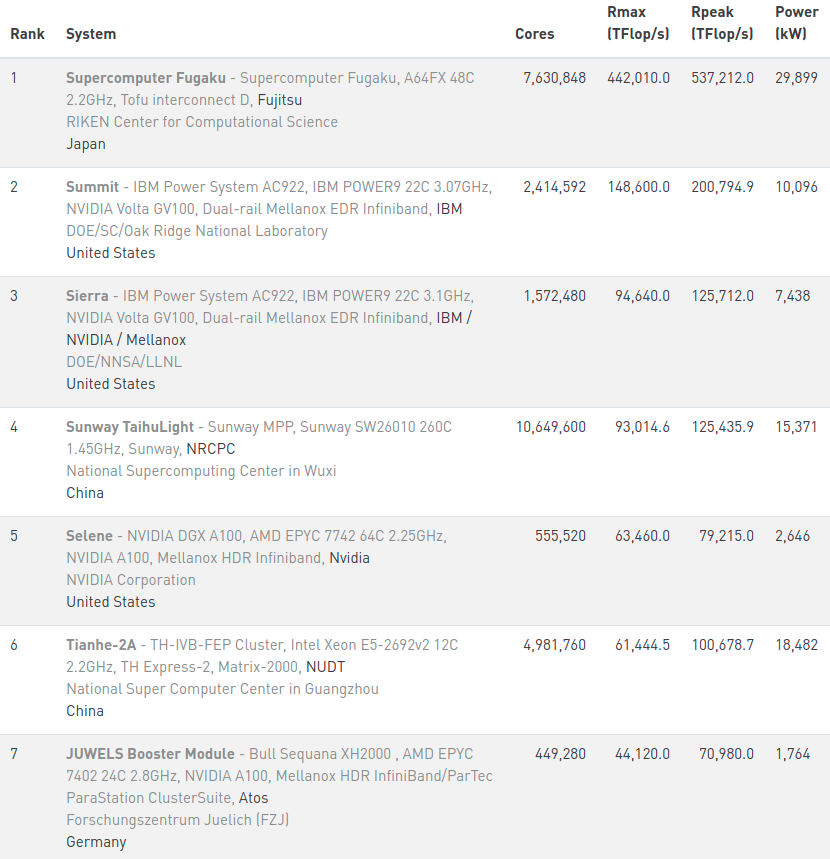 Rank System Cores Rmax (TFlop/s) Rpeak (TFlop/s) Power (kW)
1 Supercomputer Fugaku - Supercomputer Fugaku, A64FX 48C 7,630,848 442,010.0 537,212.0 29,899
2.2GHz, Tofu interconnect D, Fujitsu
RIKEN Center for Computational Science
Japan
2 Summit - IBM Power System AC922, IBM POWER9 22C 3.07GHz, 2,414,592 148,600.0 200,794.9 10,096
NVIDIA Volta GV100, Dual-rail Mellanox EDR Infiniband, IBM
DOE/SC/Oak Ridge National Laboratory
United States
3 Sierra - IBM Power System AC922, IBM POWER9 22C 3.1GHz, 1,572,480 94,640.0 125,712.0 7,438
NVIDIA Volta GV100, Dual-rail Mellanox EDR Infiniband, IBM /
NVIDIA / Mellanox
DOE/NNSA/LLNL
United States
4 Sunway TaihuLight - Sunway MPP, Sunway SW26010 260C 10,649,600 93,014.6 125,435.9 15,371
1.45GHz, Sunway, NRCPC
National Supercomputing Center in Wuxi
China
5 Selene - NVIDIA DGX A100, AMD EPYC 7742 64C 2.25GHz, 555,520 63,460.0 79,215.0 2,646
NVIDIA A100, Mellanox HDR Infiniband, Nvidia
NVIDIA Corporation
United States
6 Tianhe-2A - TH-IVB-FEP Cluster, Intel Xeon E5-2692v2 12C 4,981,760 61,444.5 100,678.7 18,482
2.2GHz, TH Express-2, Matrix-2000, NUDT
National Super Computer Center in Guangzhou
China
7 JUWELS Booster Module - Bull Sequana XH2000 , AMD EPYC 449,280 44,120.0 70,980.0 1,764
7402 24C 2.8GHz, NVIDIA A100, Mellanox HDR InfiniBand/ParTec
ParaStation ClusterSuite, Atos
Forschungszentrum Juelich (FZJ)
Germany